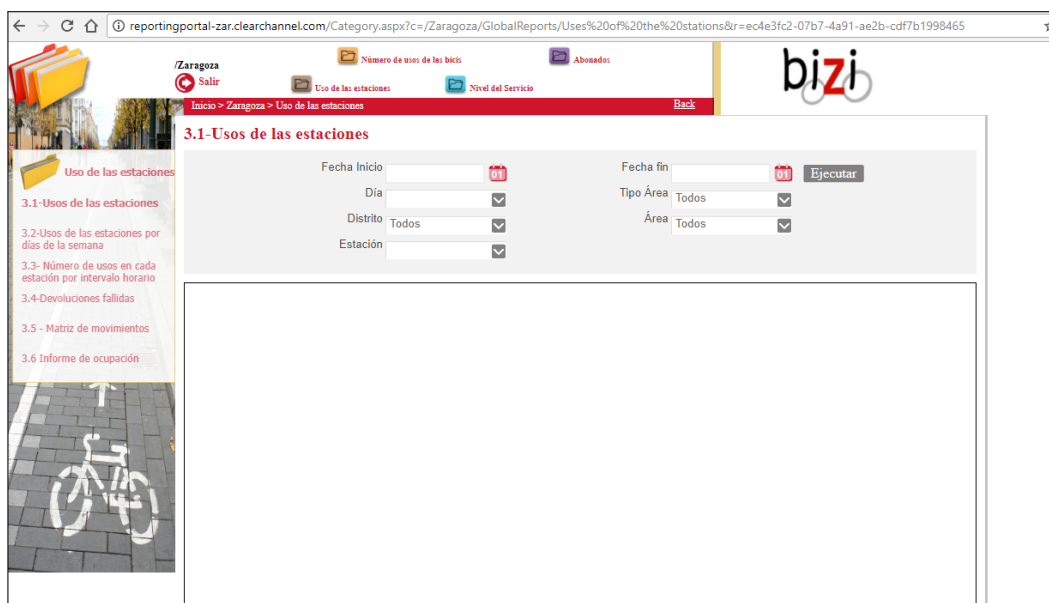 reportingportal-zar.clearchannel.com/Category.aspx?c=/Zaragoza/GlobalReports/Uses%20of%20the%20stations&r=ec4e3fc2-07b7-4a91-ae2b-cdf7b1998465
/Zaragoza
Salir
Número de usos de las bicis
Abonados
Uso de las estaciones
Nivel del Servicio
bizi
Inicio > Zaragoza > Uso de las estaciones
Back
3.1-Usos de las estaciones
Uso de las estaciones
3.1-Usos de las estaciones
3.2-Usos de las estaciones por
días de la semana
3.3- Número de usos en cada
estación por intervalo horario
3.4-Devoluciones fallidas
3.5 - Matriz de movimientos
3.6 Informe de ocupación
Fecha Inicio
01
Fecha fin
01
Ejecutar
Día
Tipo Área
Todos
Distrito
Todos
Área
Todos
Estación